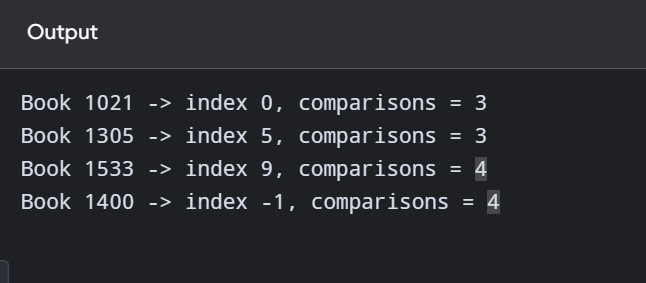 Output
Book 1021 -> index 0, comparisons = 3
Book 1305 -> index 5, comparisons = 3
Book 1533 -> index 9, comparisons = 4
Book 1400 -> index -1, comparisons = 4